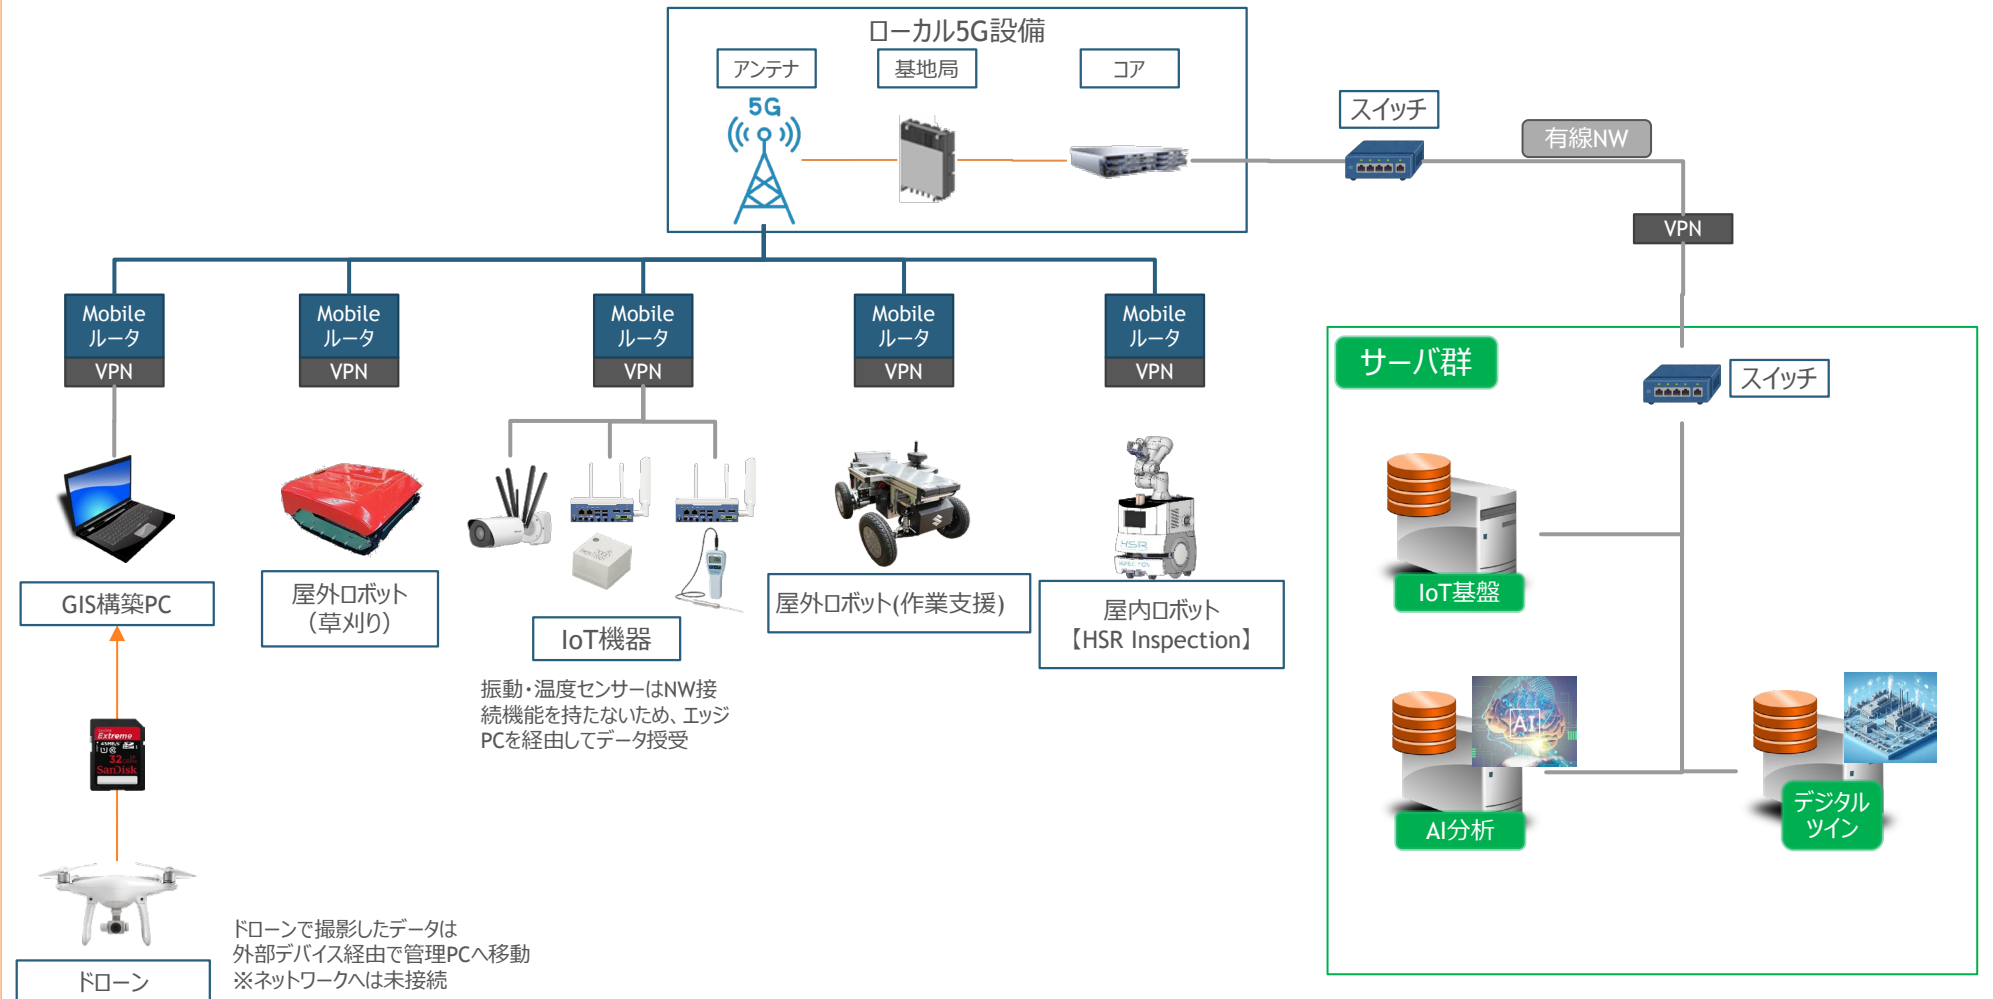 ローカル5G設備
アンテナ
基地局
コア
5G
スイッチ
有線NW
VPN
Mobile
ルータ
VPN
Mobile
ルータ
VPN
Mobile
ルータ
VPN
Mobile
ルータ
VPN
Mobile
ルータ
VPN
サーバ群
スイッチ
GIS構築PC
屋外ロボット
（草刈り）
IoT機器
振動・温度センサーはNW接
続機能を持たないため、エッジ
PCを経由してデータ授受
屋外ロボット(作業支援)
HSR
屋内ロボット
【HSR Inspection】
IoT基盤
AI
AI分析
デジタル
ツイン
Extreme
32
SanDisk
ドローンで撮影したデータは
外部デバイス経由で管理PCへ移動
※ネットワークへは未接続
ドローン